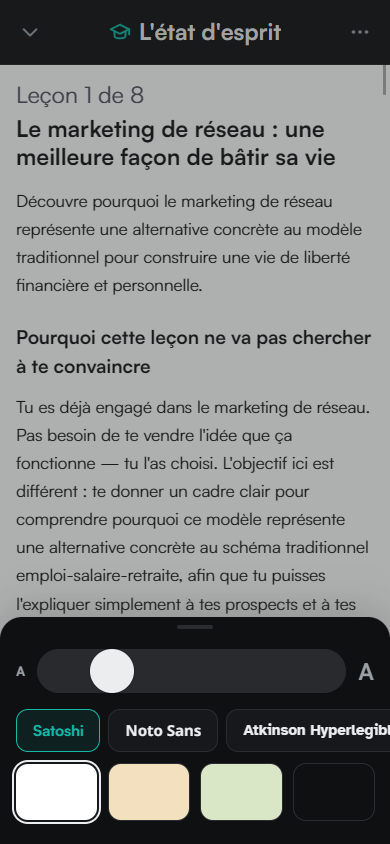 L'état d'esprit
Leçon 1 de 8
Le marketing de réseau : une
meilleure façon de bâtir sa vie
Découvre pourquoi le marketing de réseau
représente une alternative concrète au modèle
traditionnel pour construire une vie de liberté
financière et personnelle.
Pourquoi cette leçon ne va pas chercher
à te convaincre
Tu es déjà engagé dans le marketing de réseau.
Pas besoin de te vendre l'idée que ça
fonctionne — tu l'as choisi. L'objectif ici est
différent : te donner un cadre clair pour
comprendre pourquoi ce modèle représente
une alternative concrète au schéma traditionnel
emploi-salaire-retraite, afin que tu puisses
l'expliquer simplement à tes prospects et à tes
A A
Satoshi Noto Sans Atkinson Hyperlegibl